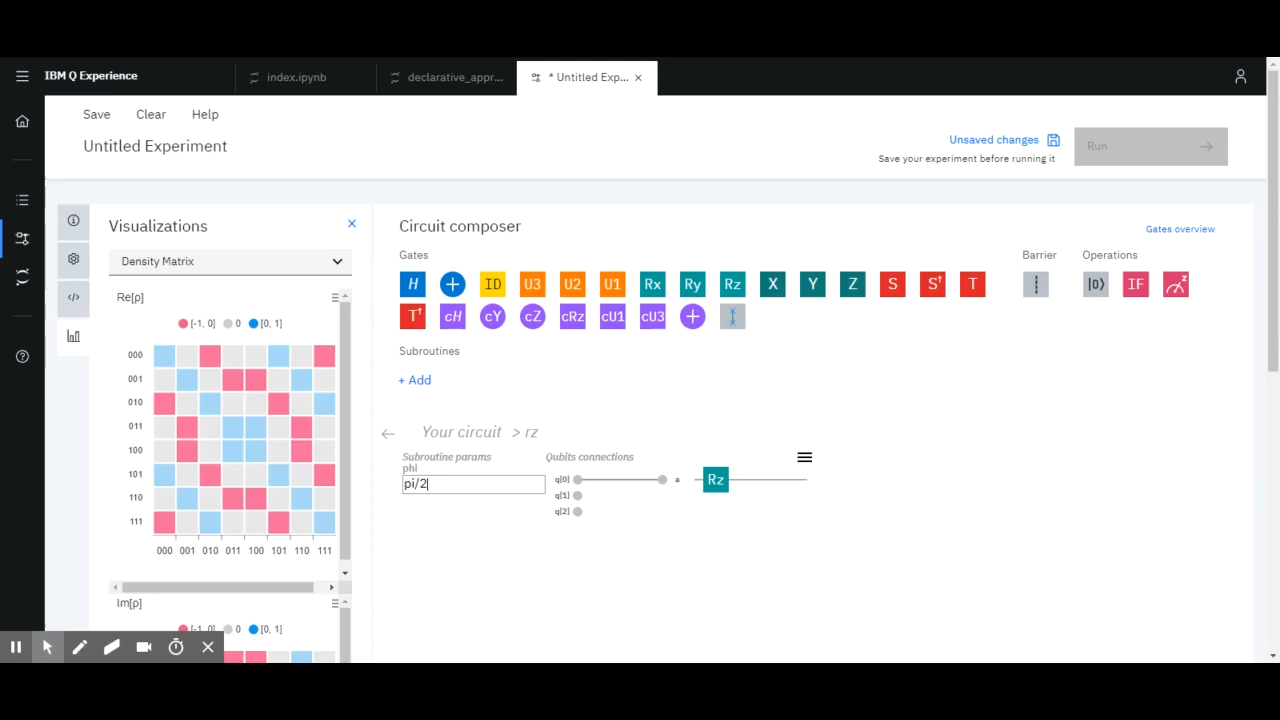 IBM Q Experience
index.ipynb
declarative_appr...
* Untitled Exp...
Save Clear Help
Untitled Experiment
Unsaved changes
Save your experiment before running it
Run
Visualizations
Density Matrix
Re[ρ]
[-1, 0] 0 [0, 1]
000
001
010
011
100
101
110
111
000 001 010 011 100 101 110 111
Im[ρ]
[-1, 0] 0 [0, 1]
Circuit composer
Gates overview
Gates
Barrier
Operations
H + ID U3 U2 U1 Rx Ry Rz X Y Z S S† T
|0⟩ IF z
T† cH cY cZ cRz cU1 cU3 +
Subroutines
+ Add
Your circuit > rz
Subroutine params
Qubits connections
phi
pi/2
q[0] a Rz
q[1]
q[2]